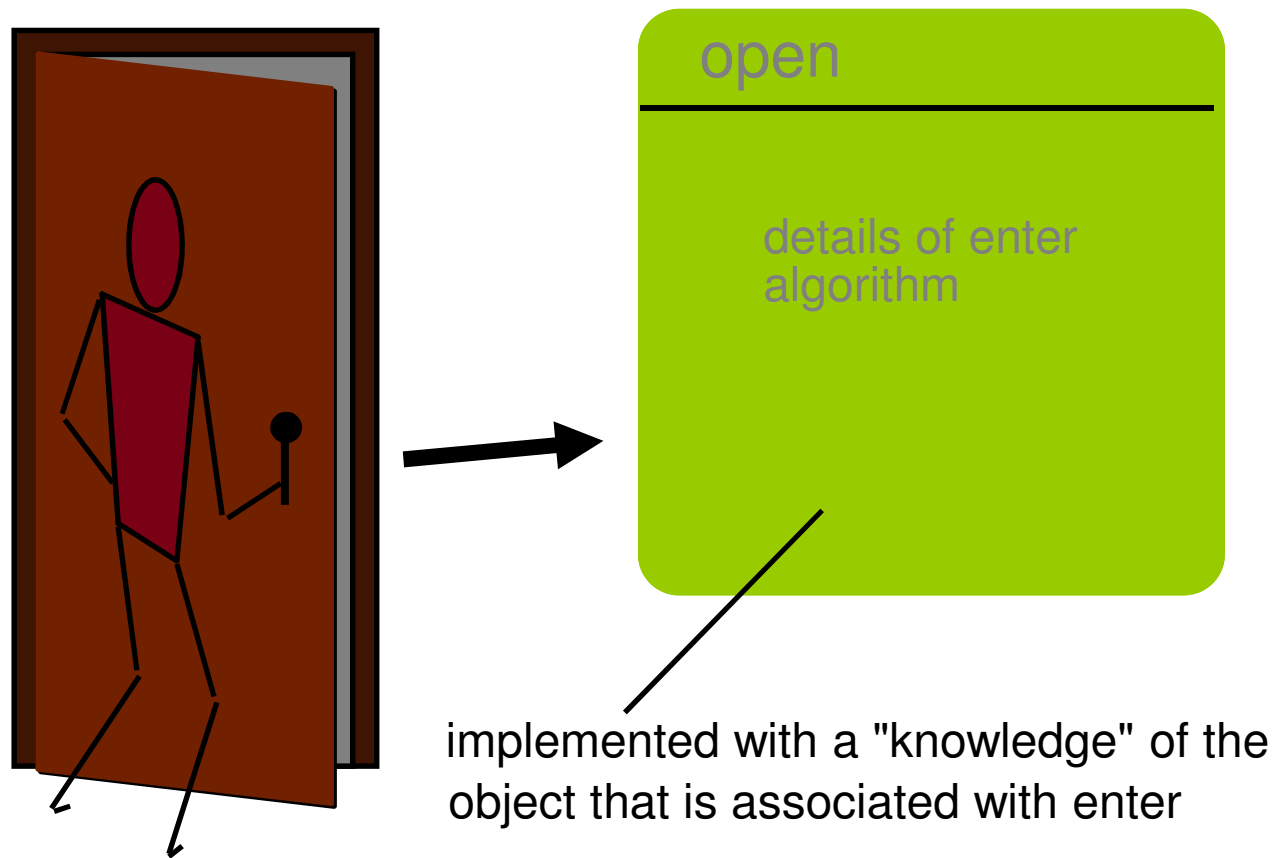 open
details of enter
algorithm
implemented with a "knowledge" of the
object that is associated with enter